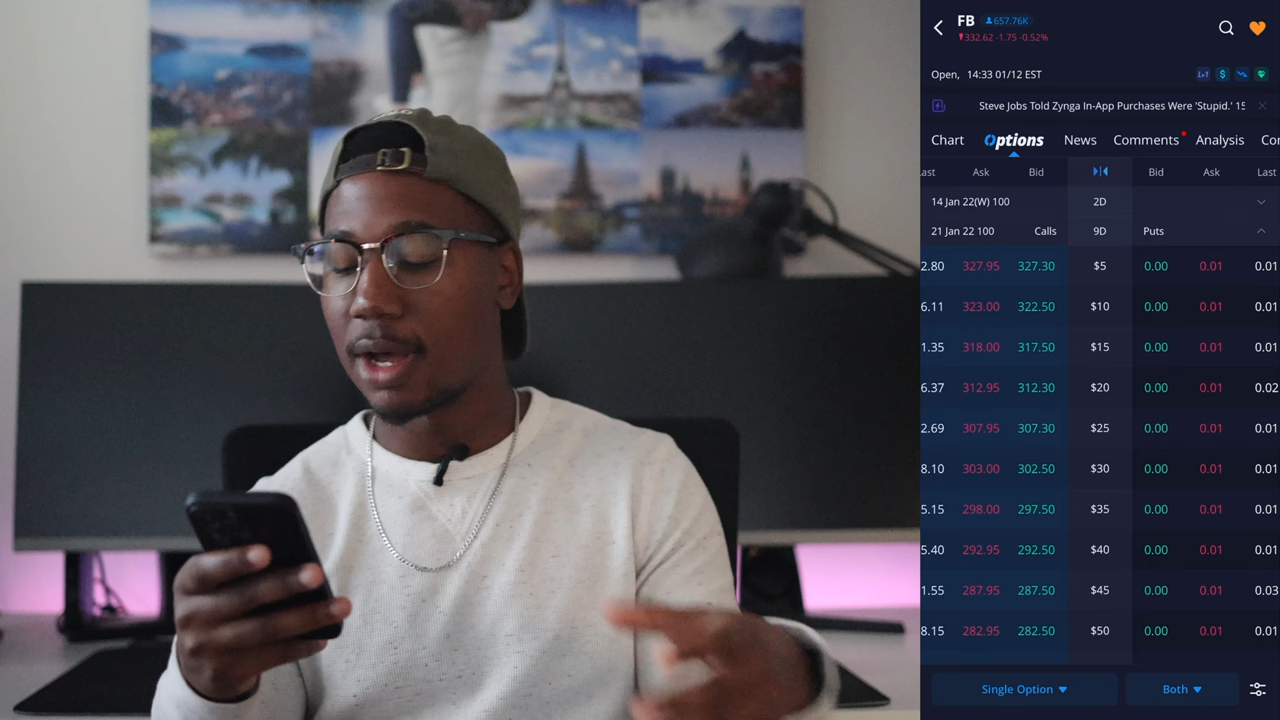 FB 657.76K
332.62 -1.75 -0.52%
Open, 14:33 01/12 EST
Lv1 $
Steve Jobs Told Zynga In-App Purchases Were 'Stupid.' 15
Chart Options News Comments Analysis Co
ast Ask Bid Bid Ask Last
14 Jan 22(W) 100 2D
21 Jan 22 100 Calls 9D Puts
2.80 327.95 327.30 $5 0.00 0.01 0.01
6.11 323.00 322.50 $10 0.00 0.01 0.01
1.35 318.00 317.50 $15 0.00 0.01 0.01
6.37 312.95 312.30 $20 0.00 0.01 0.02
2.69 307.95 307.30 $25 0.00 0.01 0.01
8.10 303.00 302.50 $30 0.00 0.01 0.01
5.15 298.00 297.50 $35 0.00 0.01 0.01
5.40 292.95 292.50 $40 0.00 0.01 0.01
1.55 287.95 287.50 $45 0.00 0.01 0.03
8.15 282.95 282.50 $50 0.00 0.01 0.01
Single Option Both